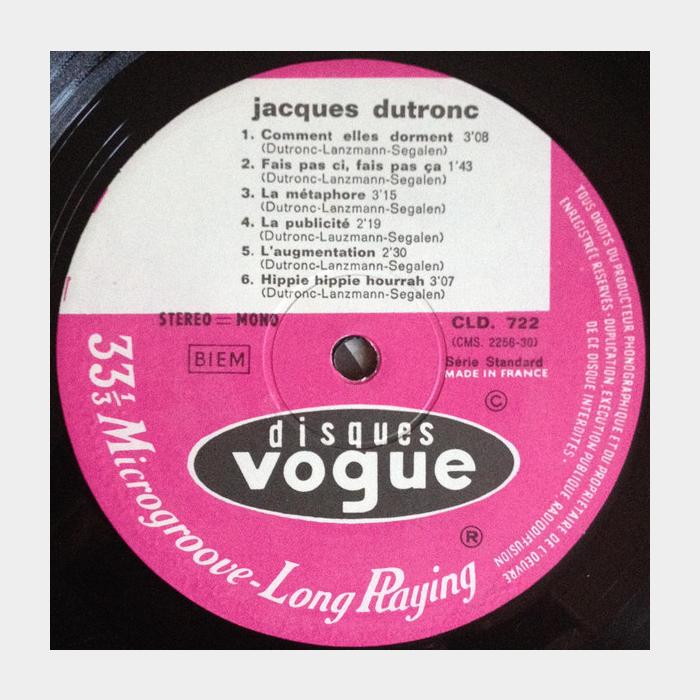 jacques dutronc
1. Comment elles dorment 3'08
(Dutronc-Lanzmann-Segalen)
2. Fais pas ci, fais pas ça 1'43
(Dutronc-Lanzmann-Segalen)
3. La métaphore 3'15
(Dutronc-Lanzmann-Segalen)
4. La publicité 2'19
(Dutronc-Lauzmann-Segalen)
5. L'augmentation 2'30
(Dutronc-Lanzmann-Segalen)
6. Hippie hippie hourrah 3'07
(Dutronc-Lanzmann-Segalen)
STEREO = MONO
BIEM
CLD. 722
(CMS. 2256-30)
Série Standard
MADE IN FRANCE
©
disques
vogue
®
33 1/3 Microgroove - Long Playing
TOUS DROITS DU PRODUCTEUR PHONOGRAPHIQUE ET DU PROPRIETAIRE DE L'OEUVRE
ENREGISTRÉE RESERVÉS - DUPLICATION, EXECUTION PUBLIQUE RADIODIFFUSION
DE CE DISQUE INTERDITES.